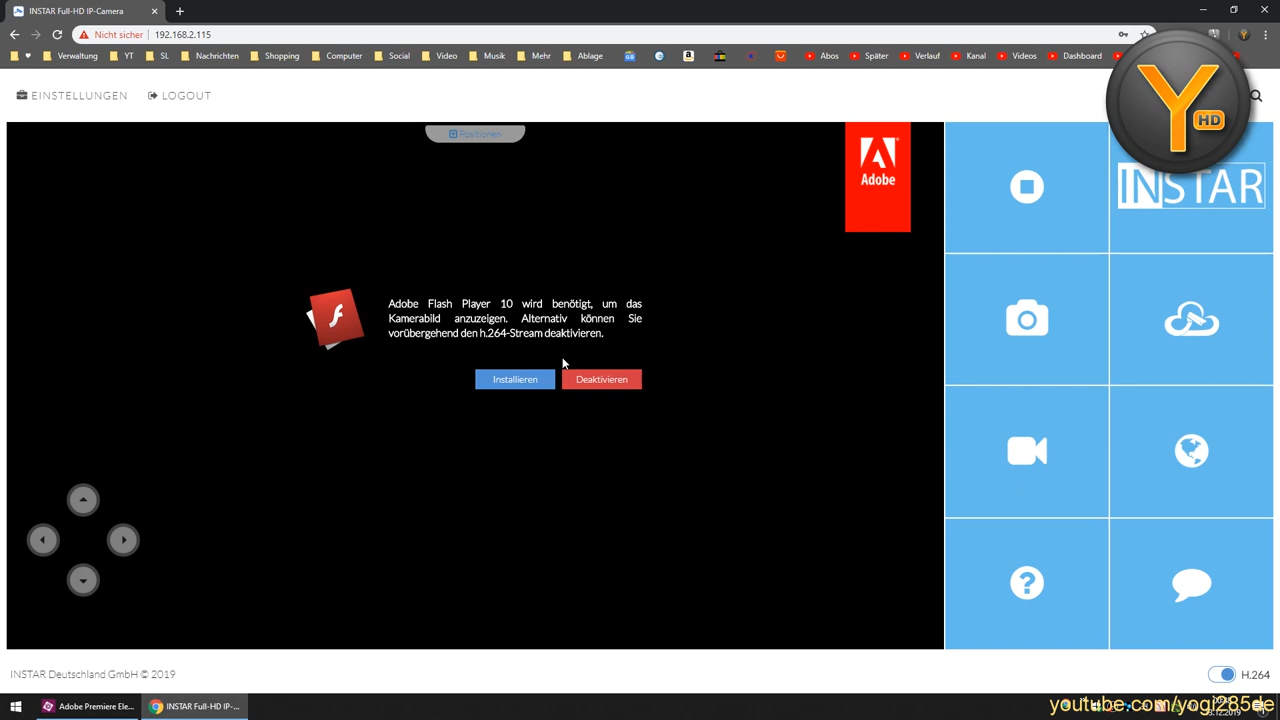 INSTAR Full-HD IP-Camera
Nicht sicher 192.168.2.115
Verwaltung YT SL Nachrichten Shopping Computer Social Video Musik Mehr Ablage Abos Später Verlauf Kanal Videos Dashboard
EINSTELLUNGEN LOGOUT
Y HD
Positionen
Adobe
INSTAR
Adobe Flash Player 10 wird benötigt, um das
Kamerabild anzuzeigen. Alternativ können Sie
vorübergehend den h.264-Stream deaktivieren.
Installieren Deaktivieren
INSTAR Deutschland GmbH © 2019
H.264
Adobe Premiere Ele... INSTAR Full-HD IP-...
youtube.com/yogi285de